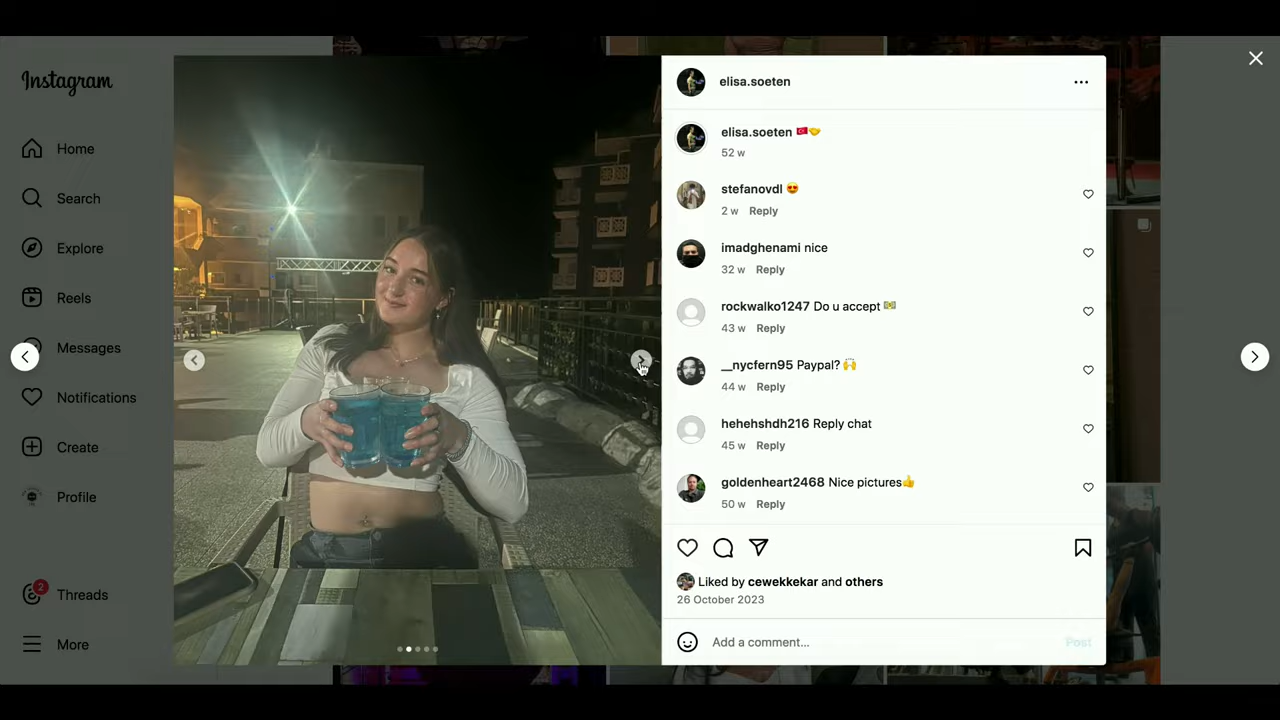 Instagram
Home
Search
Explore
Reels
Messages
Notifications
Create
Profile
2
Threads
More
elisa.soeten
elisa.soeten 🇹🇷🤝
52 w
stefanovdl 😍
2 w Reply
imadghenami nice
32 w Reply
rockwalko1247 Do u accept 💵
43 w Reply
__nycfern95 Paypal? 🙌
44 w Reply
hehehshdh216 Reply chat
45 w Reply
goldenheart2468 Nice pictures👍
50 w Reply
Liked by cewekkekar and others
26 October 2023
Add a comment...
Post